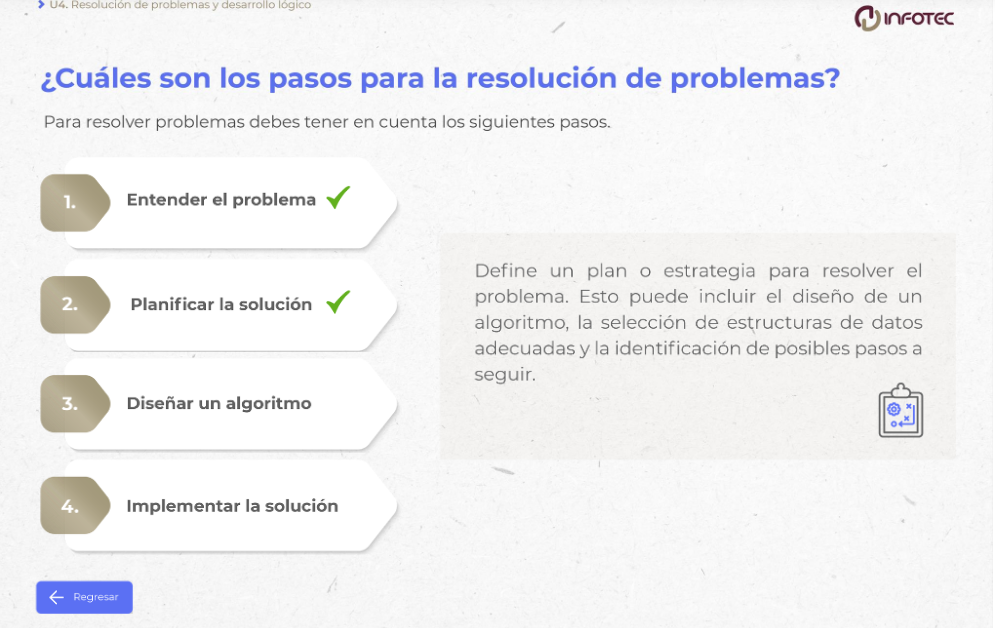 U4. Resolución de problemas y desarrollo lógico
INFOTEC
¿Cuáles son los pasos para la resolución de problemas?
Para resolver problemas debes tener en cuenta los siguientes pasos.
1. Entender el problema
2. Planificar la solución
3. Diseñar un algoritmo
4. Implementar la solución
Define un plan o estrategia para resolver el
problema. Esto puede incluir el diseño de un
algoritmo, la selección de estructuras de datos
adecuadas y la identificación de posibles pasos a
seguir.
Regresar